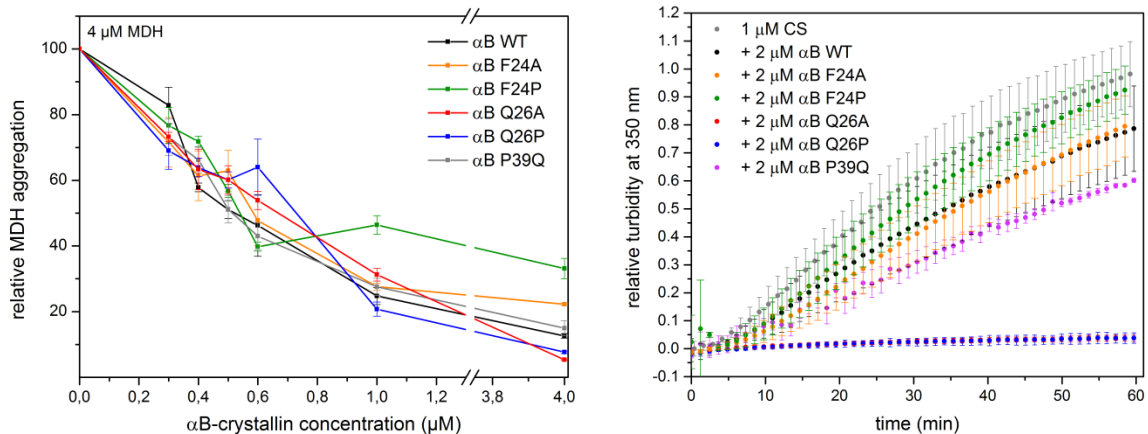 4 µM MDH
αB WT
αB F24A
αB F24P
αB Q26A
αB Q26P
αB P39Q
relative MDH aggregation
100
80
60
40
20
0,0 0,2 0,4 0,6 0,8 1,0 1,2 3,8 4,0
αB-crystallin concentration (µM)
1 µM CS
+ 2 µM αB WT
+ 2 µM αB F24A
+ 2 µM αB F24P
+ 2 µM αB Q26A
+ 2 µM αB Q26P
+ 2 µM αB P39Q
relative turbidity at 350 nm
1.2
1.1
1.0
0.9
0.8
0.7
0.6
0.5
0.4
0.3
0.2
0.1
0.0
-0.1
0 10 20 30 40 50 60
time (min)